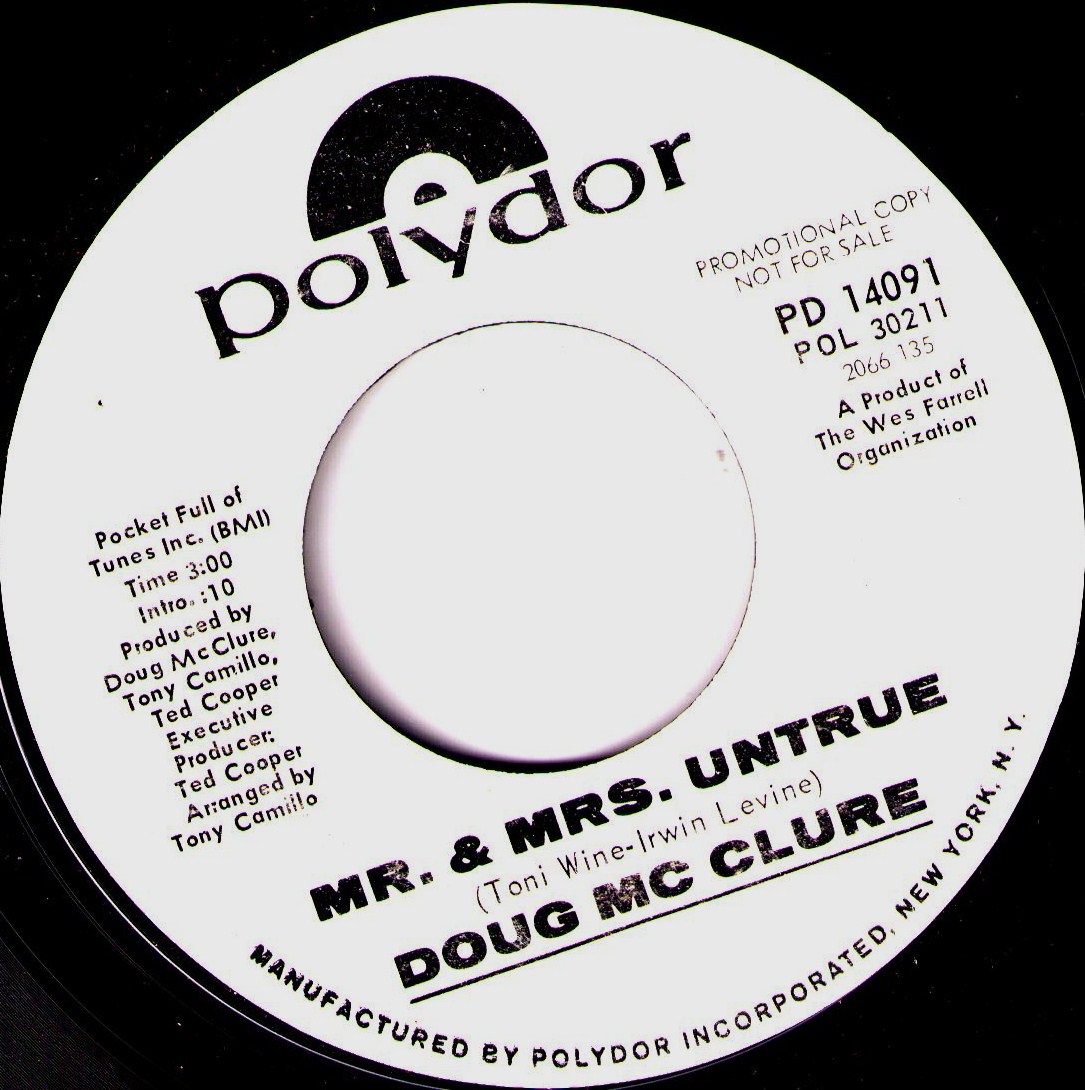 polydor
PROMOTIONAL COPY
NOT FOR SALE
PD 14091
POL 30211
2066 135
A Product of
The Wes Farrell
Organization
Pocket Full of
Tunes Inc. (BMI)
Time 3:00
Intro. :10
Produced by
Doug McClure,
Tony Camillo,
Ted Cooper
Executive
Producer:
Ted Cooper
Arranged by
Tony Camillo
MR. & MRS. UNTRUE
(Toni Wine-Irwin Levine)
DOUG MC CLURE
MANUFACTURED BY POLYDOR INCORPORATED, NEW YORK, N. Y.